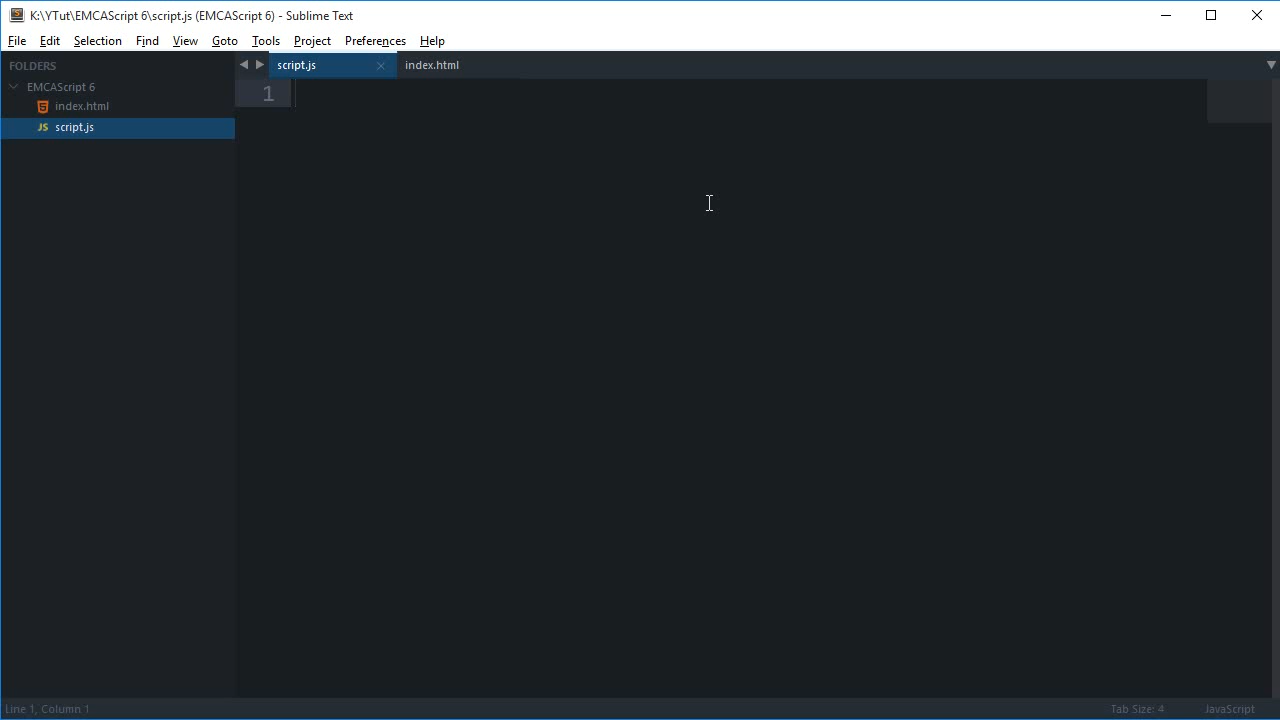 K:\YTut\EMCAScript 6\script.js (EMCAScript 6) - Sublime Text
File Edit Selection Find View Goto Tools Project Preferences Help
FOLDERS
EMCAScript 6
index.html
script.js
script.js index.html
1
Line 1, Column 1 Tab Size: 4 JavaScript